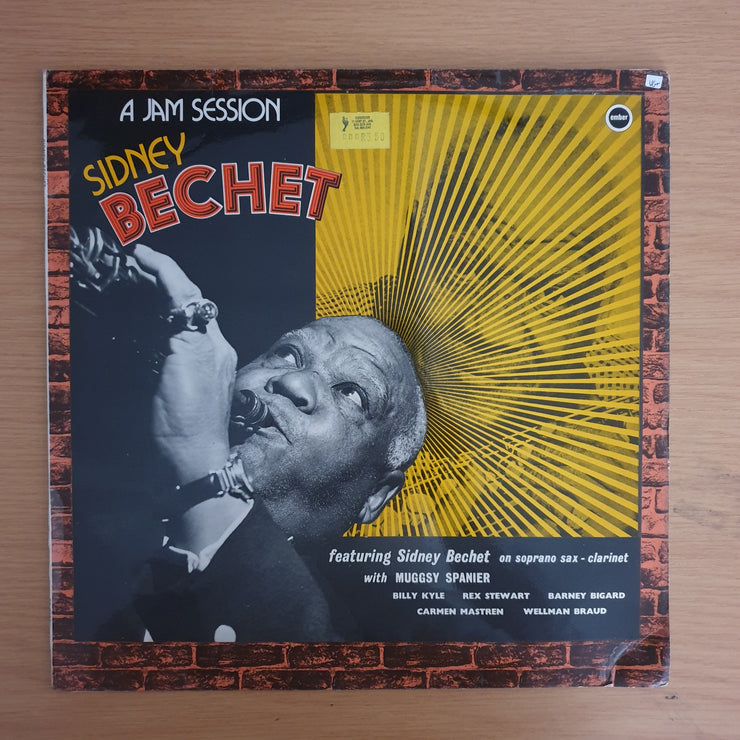 A JAM SESSION
SIDNEY
BECHET
ember
featuring Sidney Bechet on soprano sax - clarinet
with MUGGSY SPANIER
BILLY KYLE REX STEWART BARNEY BIGARD
CARMEN MASTREN WELLMAN BRAUD